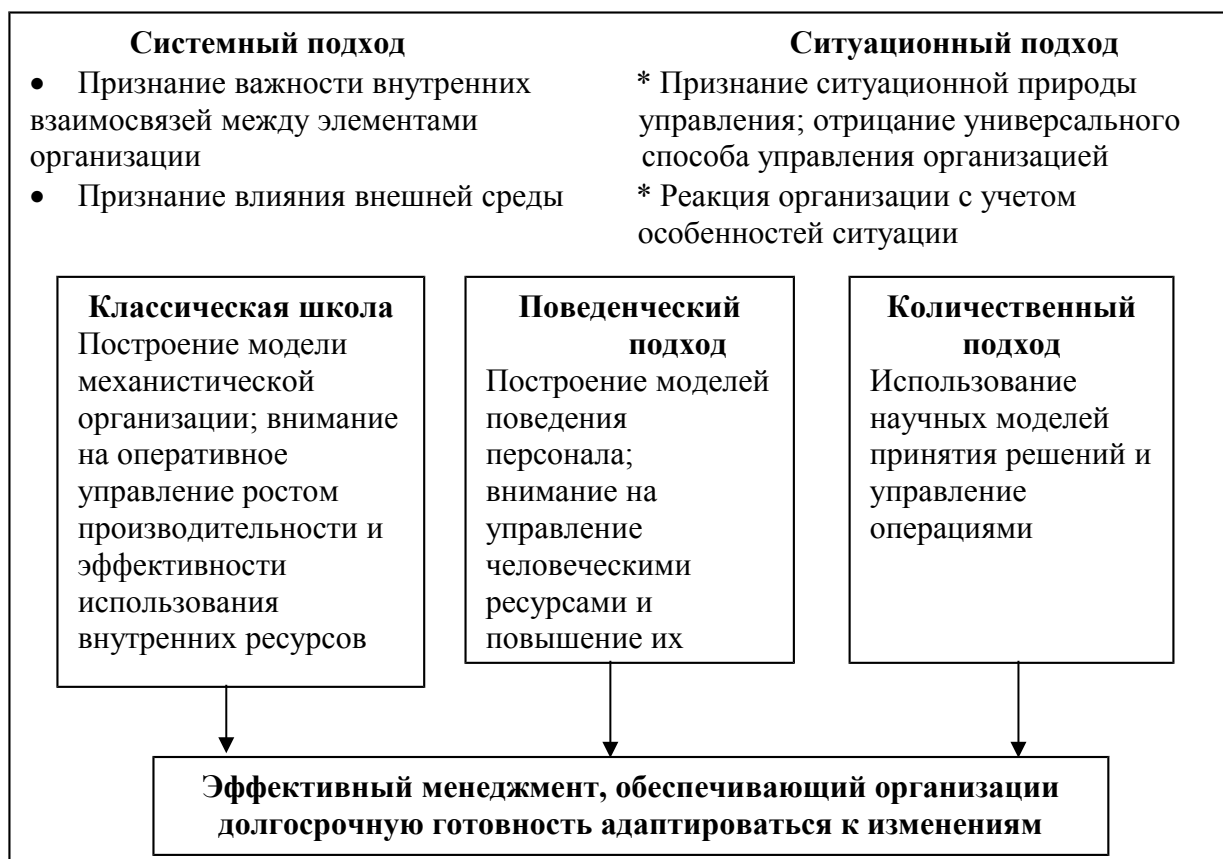 Системный подход
• Признание важности внутренних
взаимосвязей между элементами
организации
• Признание влияния внешней среды
Ситуационный подход
* Признание ситуационной природы
управления; отрицание универсального
способа управления организацией
* Реакция организации с учетом
особенностей ситуации
Классическая школа
Построение модели
механистической
организации; внимание
на оперативное
управление ростом
производительности и
эффективности
использования
внутренних ресурсов
Поведенческий
подход
Построение моделей
поведения
персонала;
внимание на
управление
человеческими
ресурсами и
повышение их
Количественный
подход
Использование
научных моделей
принятия решений и
управление
операциями
Эффективный менеджмент, обеспечивающий организации
долгосрочную готовность адаптироваться к изменениям